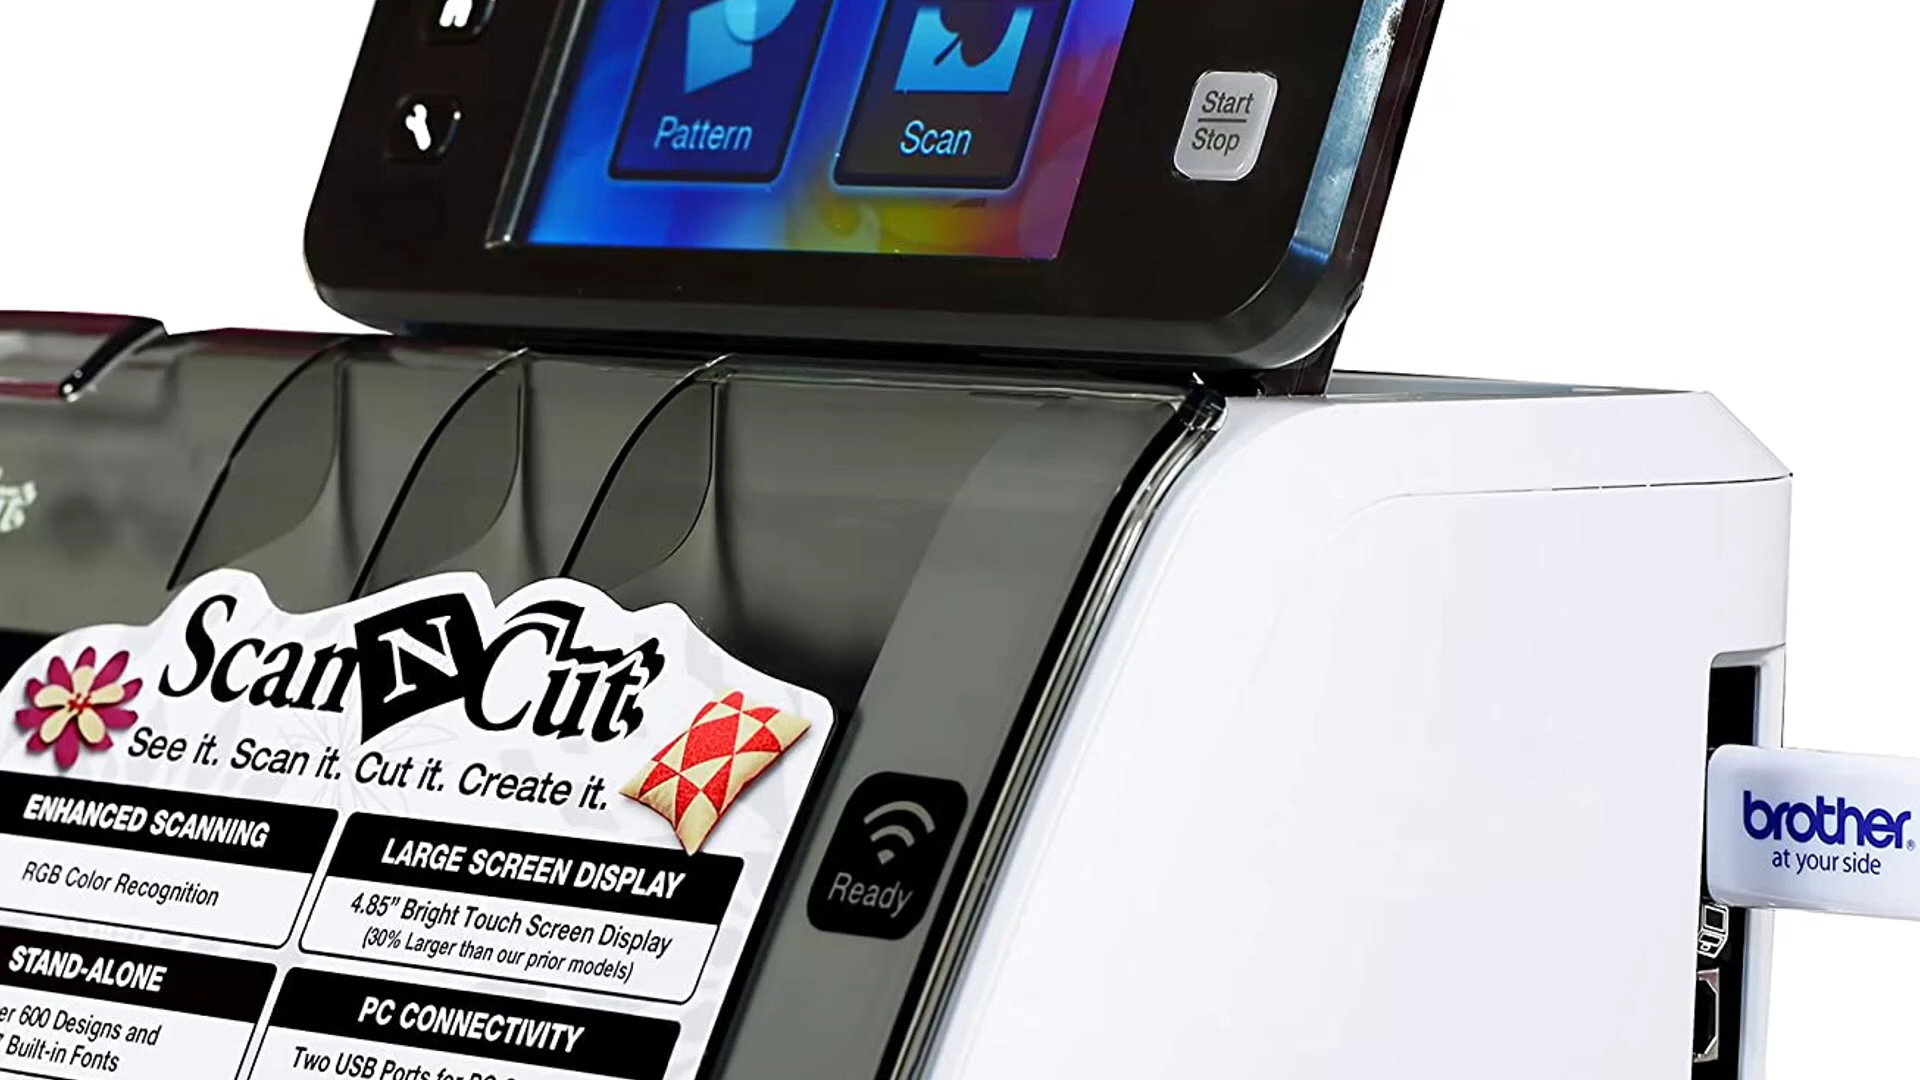 Pattern
Scan
Start
Stop
ScanNCut
See it. Scan it. Cut it. Create it.
ENHANCED SCANNING
RGB Color Recognition
LARGE SCREEN DISPLAY
4.85” Bright Touch Screen Display
(30% Larger than our prior models)
STAND-ALONE
600 Designs and
Built-in Fonts
PC CONNECTIVITY
Two USB Ports for
Ready
brother®
at your side